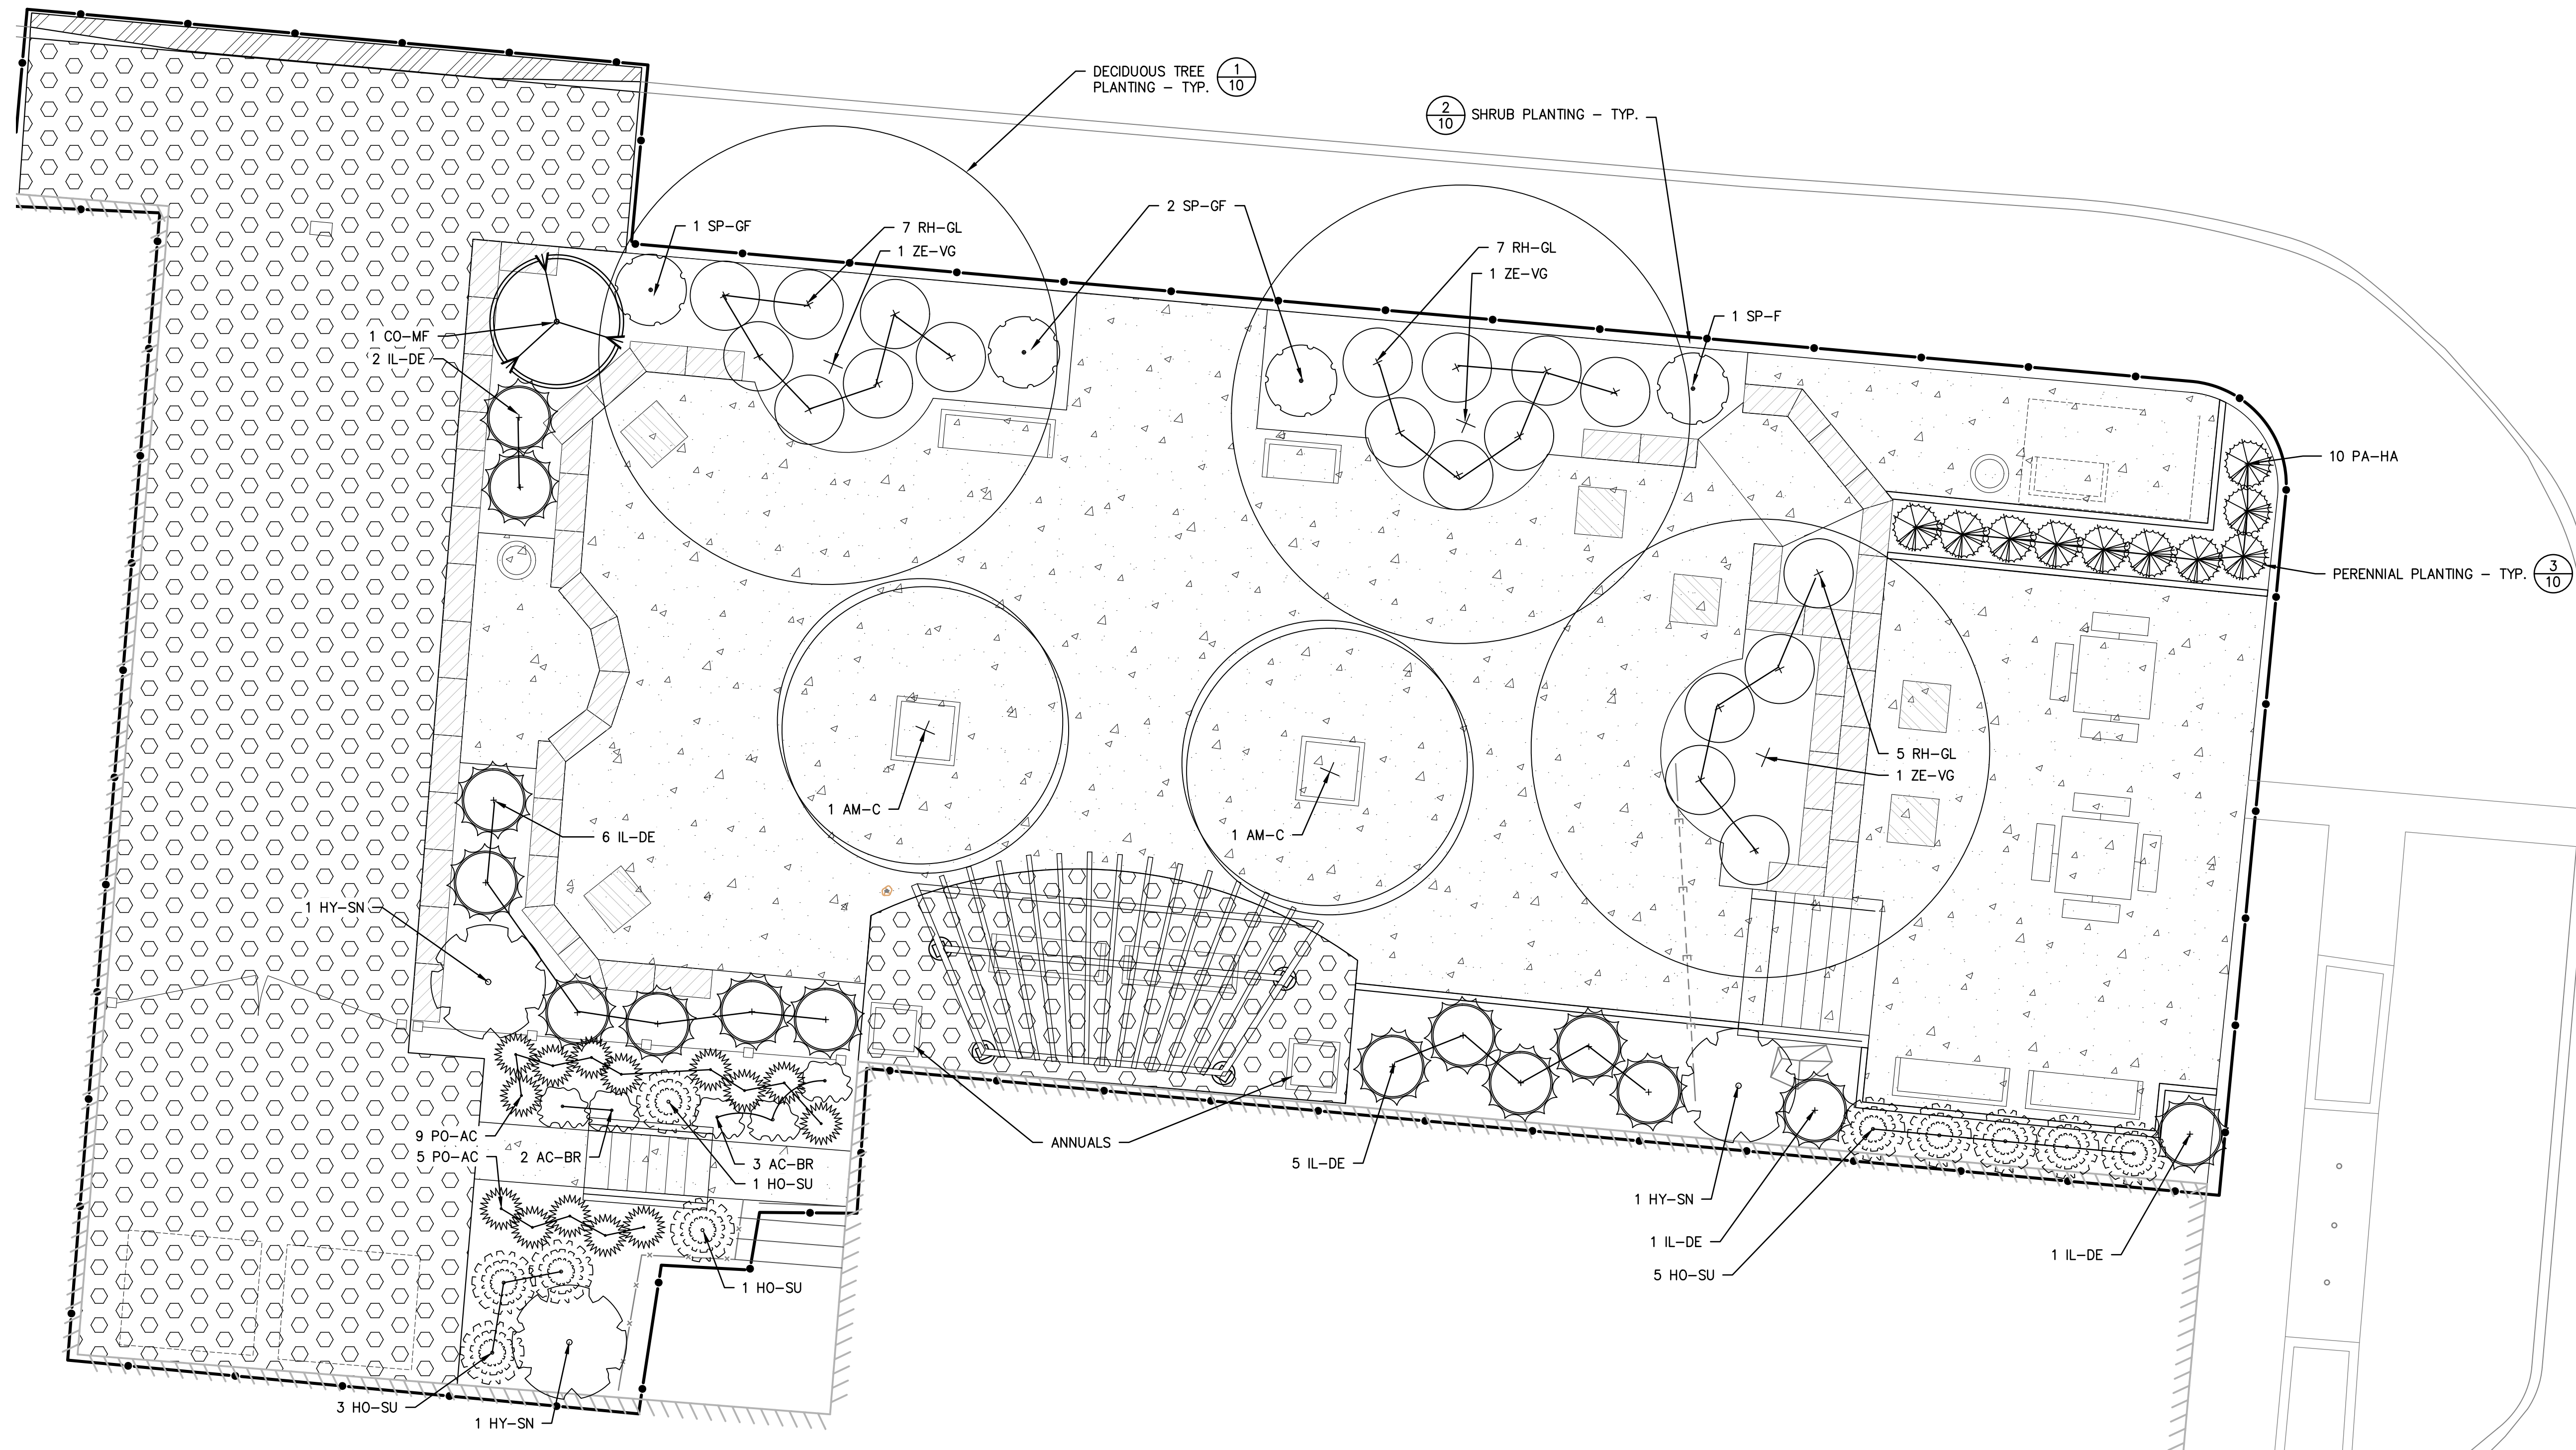 DECIDUOUS TREE
PLANTING – TYP.
1
10
2
10
SHRUB PLANTING – TYP.
2 SP–GF
1 SP–GF
7 RH–GL
1 ZE–VG
7 RH–GL
1 ZE–VG
1 SP–F
1 CO–MF
2 IL–DE
10 PA–HA
PERENNIAL PLANTING – TYP.
3
10
5 RH–GL
1 ZE–VG
1 AM–C
1 AM–C
6 IL–DE
1 HY–SN
9 PO–AC
5 PO–AC
2 AC–BR
3 AC–BR
1 HO–SU
ANNUALS
5 IL–DE
1 HY–SN
1 IL–DE
5 HO–SU
1 IL–DE
1 HO–SU
3 HO–SU
1 HY–SN